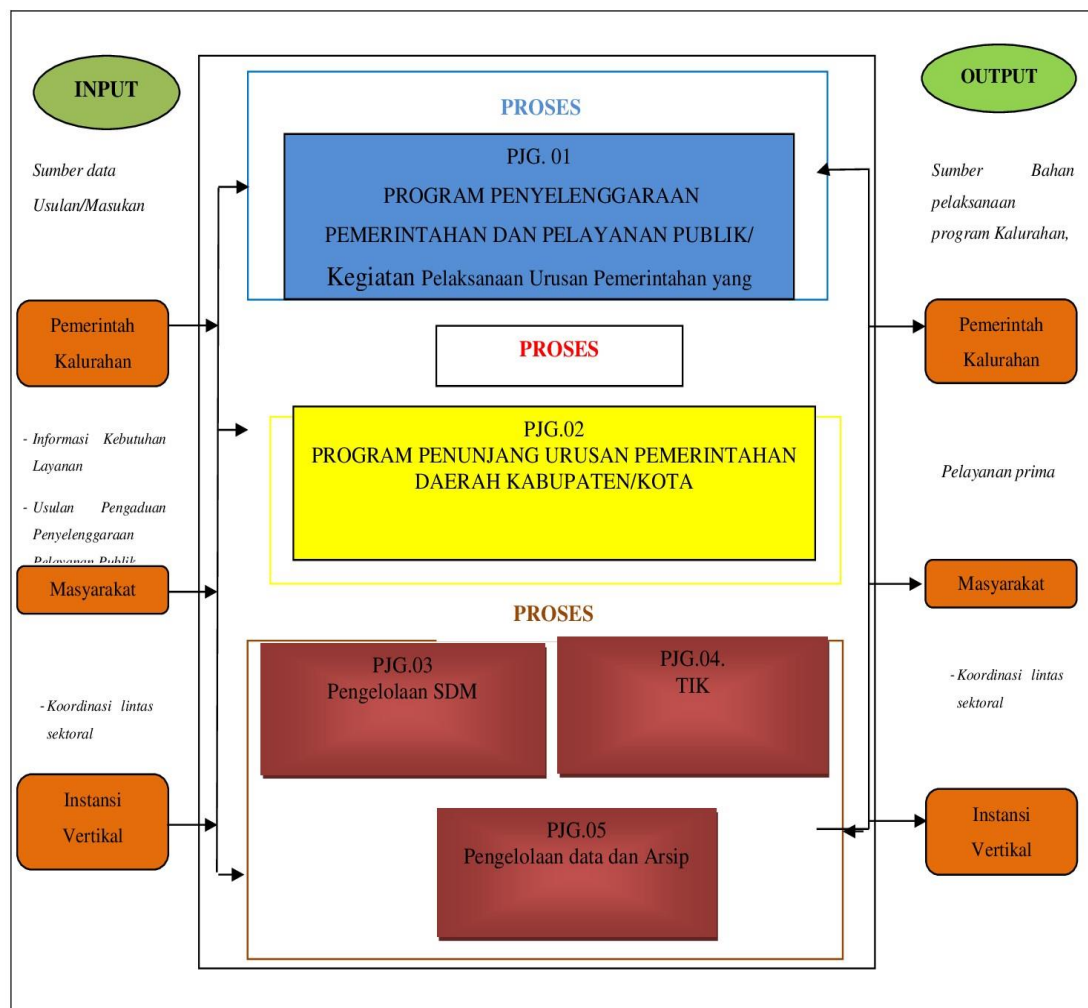 INPUT
Sumber data
Usulan/Masukan
Pemerintah
Kalurahan
- Informasi Kebutuhan
Layanan
- Usulan Pengaduan
Penyelenggaraan
Pelayanan Publik
Masyarakat
- Koordinasi lintas
sektoral
Instansi
Vertikal
PROSES
PJG. 01
PROGRAM PENYELENGGARAAN
PEMERINTAHAN DAN PELAYANAN PUBLIK/
Kegiatan Pelaksanaan Urusan Pemerintahan yang
PROSES
PJG.02
PROGRAM PENUNJANG URUSAN PEMERINTAHAN
DAERAH KABUPATEN/KOTA
PROSES
PJG.03
Pengelolaan SDM
PJG.04.
TIK
PJG.05
Pengelolaan data dan Arsip
OUTPUT
Sumber Bahan
pelaksanaan
program Kalurahan,
Pemerintah
Kalurahan
Pelayanan prima
Masyarakat
- Koordinasi lintas
sektoral
Instansi
Vertikal